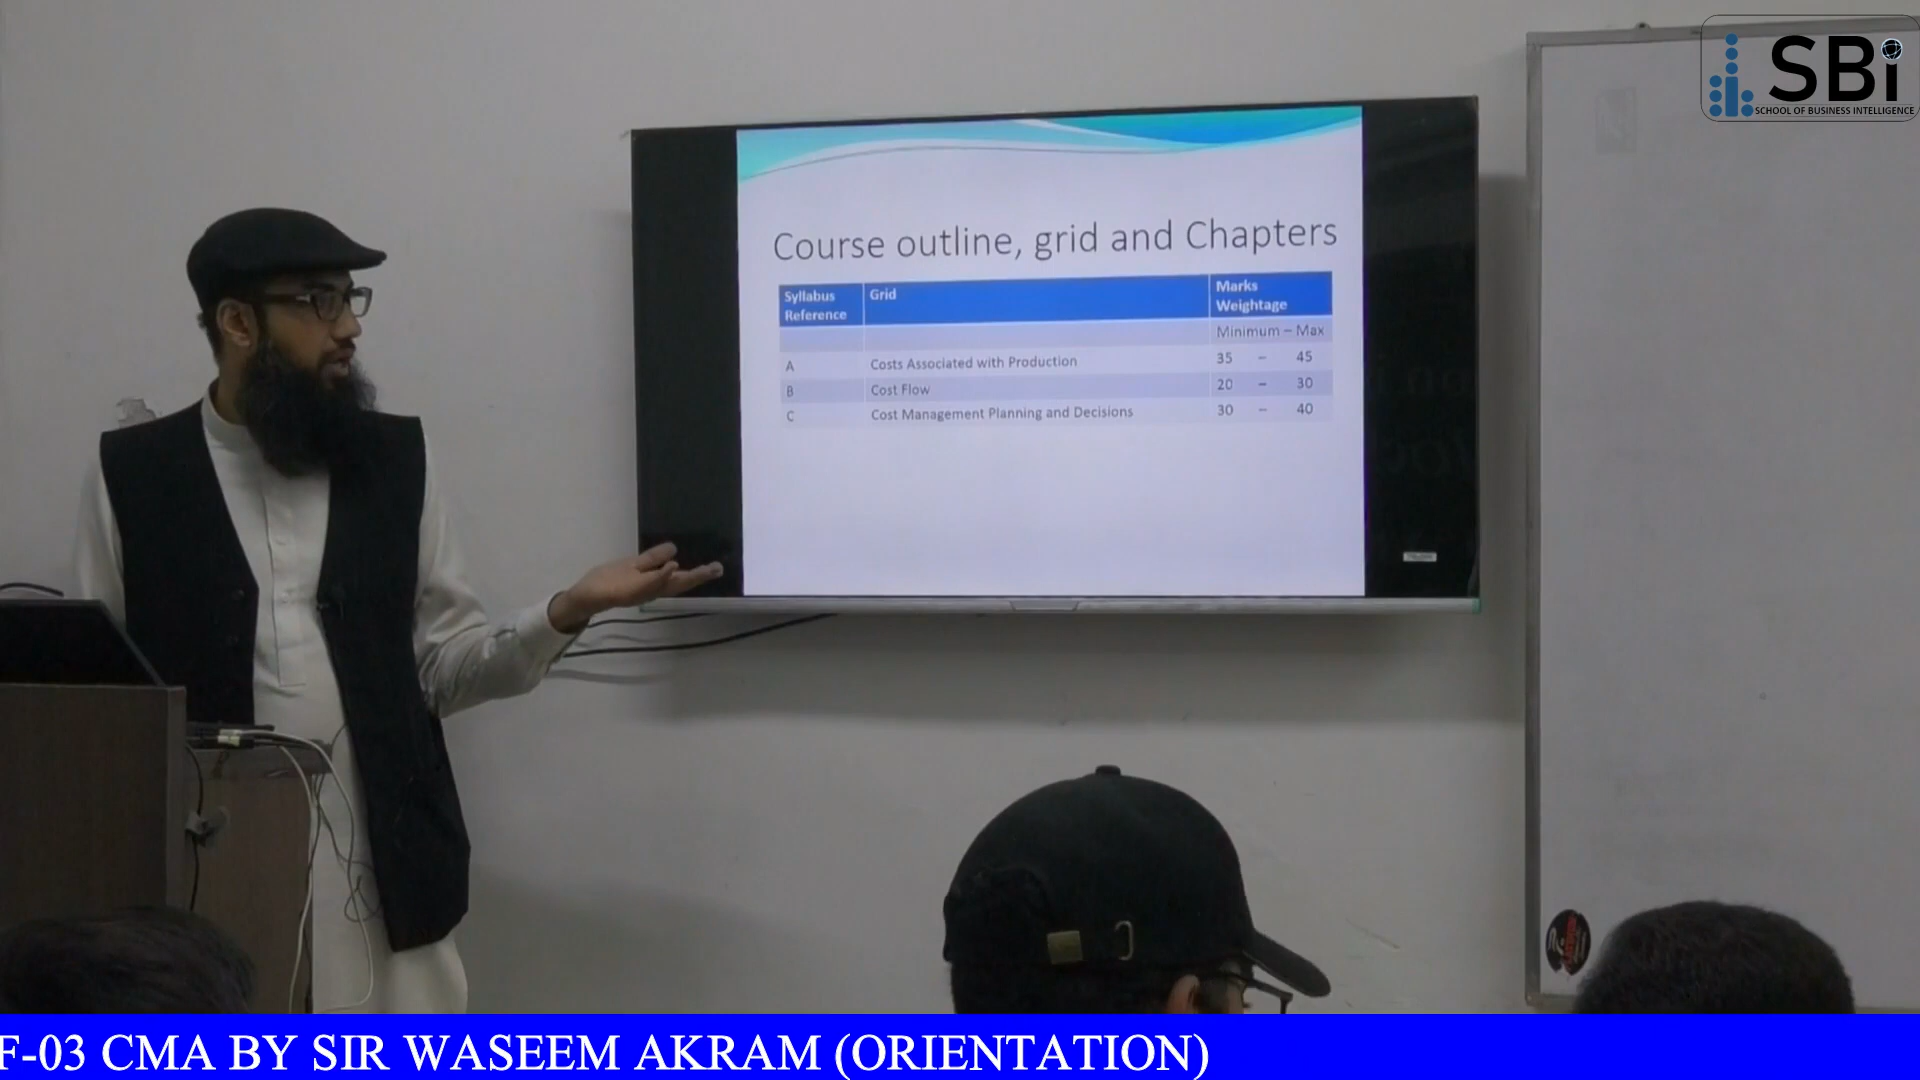 SBi
SCHOOL OF BUSINESS INTELLIGENCE
Course outline, grid and Chapters
Syllabus Reference Grid Marks Weightage
Minimum – Max
A Costs Associated with Production 35 – 45
B Cost Flow 20 – 30
C Cost Management Planning and Decisions 30 – 40
F-03 CMA BY SIR WASEEM AKRAM (ORIENTATION)